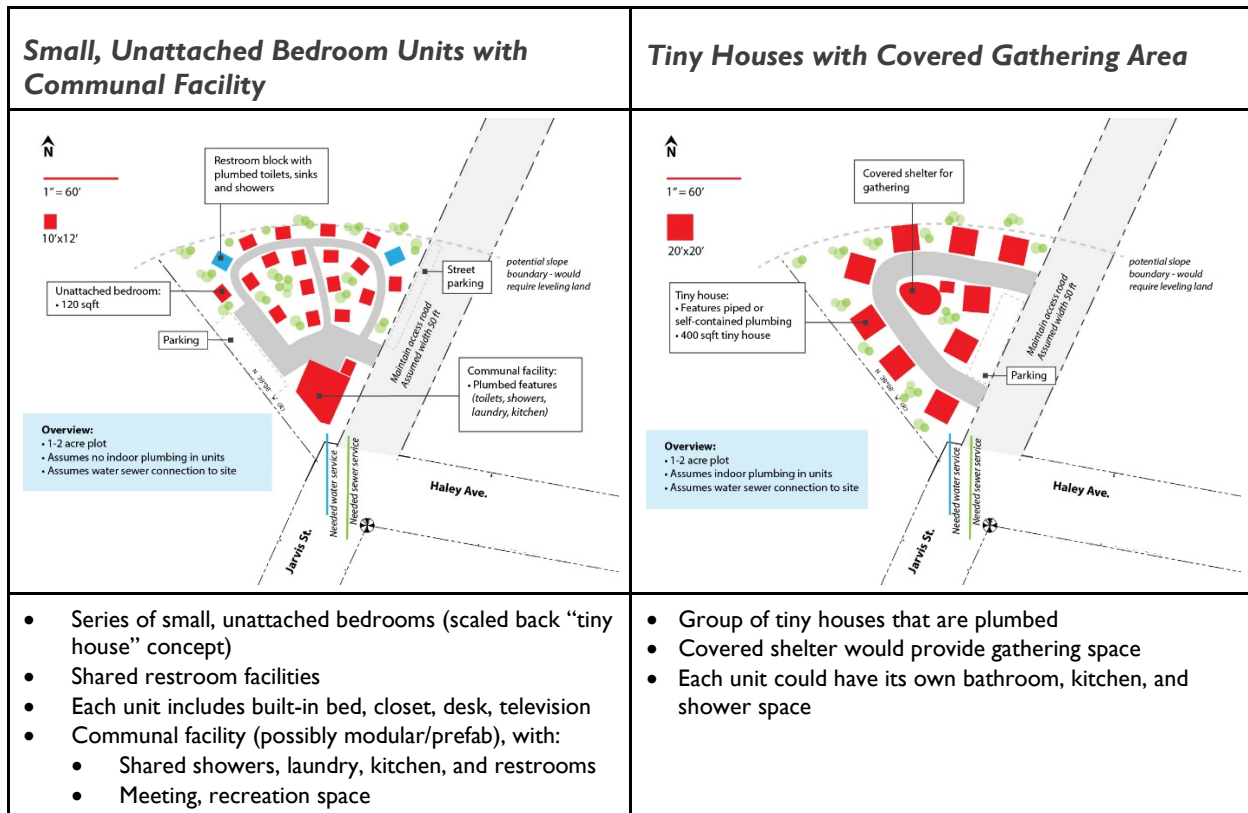 Small, Unattached Bedroom Units with
Communal Facility
Tiny Houses with Covered Gathering Area
N
1" = 60'
10'x12'
Restroom block with
plumbed toilets, sinks
and showers
Unattached bedroom:
• 120 sqft
Parking
Street
parking
potential slope
boundary - would
require leveling land
Maintain access road
Assumed width 50 ft
Communal facility:
• Plumbed features
(toilets, showers,
laundry, kitchen)
Overview:
• 1-2 acre plot
• Assumes no indoor plumbing in units
• Assumes water sewer connection to site
Needed water service
Needed sewer service
Haley Ave.
Jarvis St.
N
1" = 60'
20'x20'
Covered shelter for
gathering
Tiny house:
• Features piped or
self-contained plumbing
• 400 sqft tiny house
potential slope
boundary - would
require leveling land
Maintain access road
Assumed width 50 ft
Parking
Overview:
• 1-2 acre plot
• Assumes indoor plumbing in units
• Assumes water sewer connection to site
Needed water service
Needed sewer service
Haley Ave.
Jarvis St.
• Series of small, unattached bedrooms (scaled back “tiny
house” concept)
• Shared restroom facilities
• Each unit includes built-in bed, closet, desk, television
• Communal facility (possibly modular/prefab), with:
• Shared showers, laundry, kitchen, and restrooms
• Meeting, recreation space
• Group of tiny houses that are plumbed
• Covered shelter would provide gathering space
• Each unit could have its own bathroom, kitchen, and
shower space